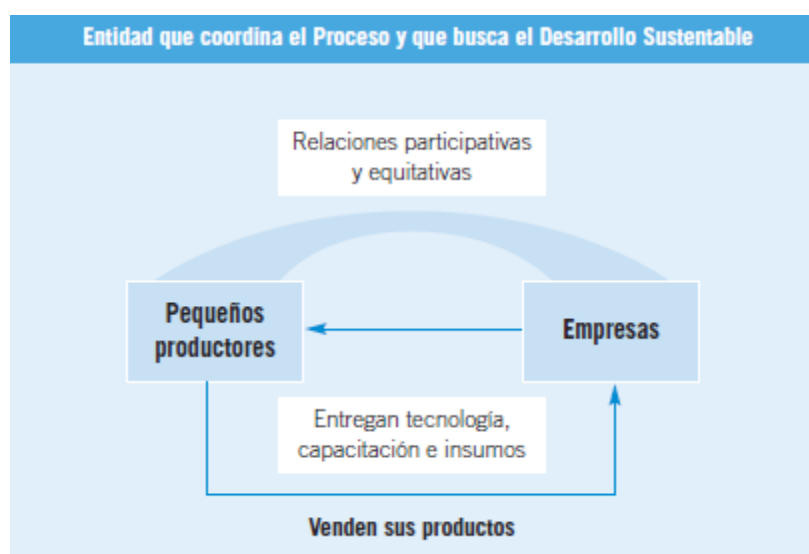 Entidad que coordina el Proceso y que busca el Desarrollo Sustentable
Relaciones participativas
y equitativas
Pequeños
productores
Empresas
Entregan tecnología,
capacitación e insumos
Venden sus productos